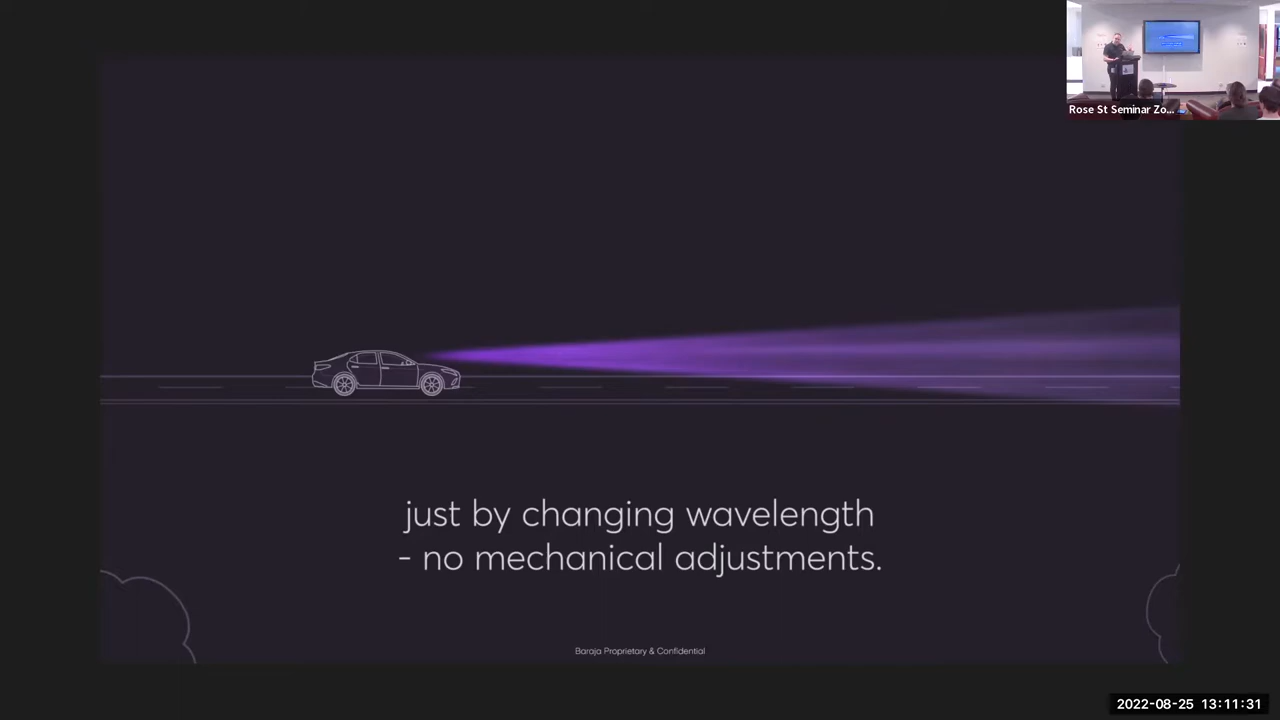 Rose St Seminar Zo...
just by changing wavelength
- no mechanical adjustments.
Baraja Proprietary & Confidential
2022-08-25 13:11:31